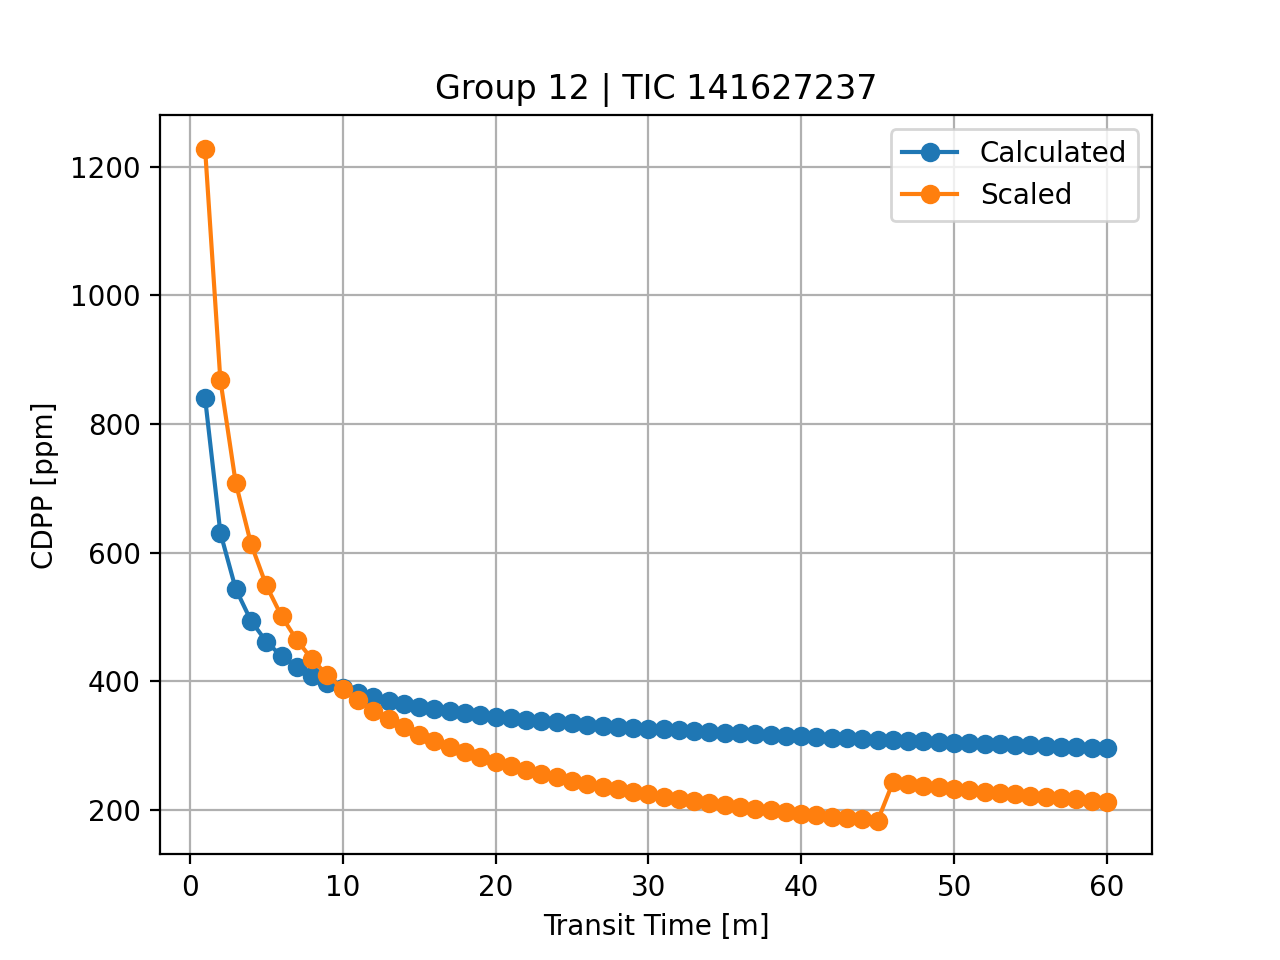 Group 12 | TIC 141627237
Calculated
Scaled
1200
1000
800
600
400
200
CDPP [ppm]
0 10 20 30 40 50 60
Transit Time [m]